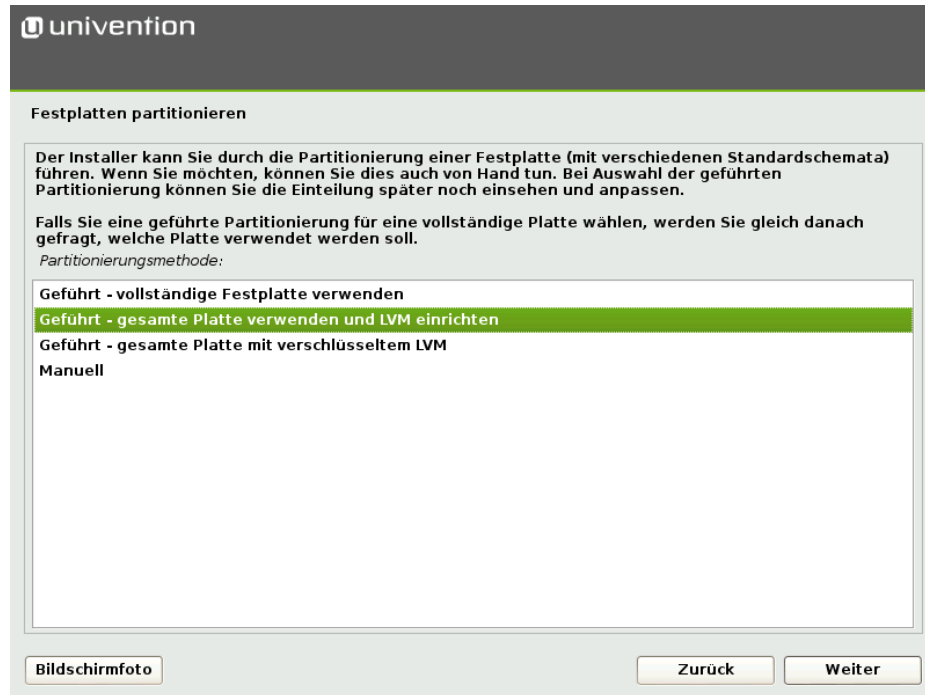 univention
Festplatten partitionieren
Der Installer kann Sie durch die Partitionierung einer Festplatte (mit verschiedenen Standardschemata)
führen. Wenn Sie möchten, können Sie dies auch von Hand tun. Bei Auswahl der geführten
Partitionierung können Sie die Einteilung später noch einsehen und anpassen.
Falls Sie eine geführte Partitionierung für eine vollständige Platte wählen, werden Sie gleich danach
gefragt, welche Platte verwendet werden soll.
Partitionierungsmethode:
Geführt - vollständige Festplatte verwenden
Geführt - gesamte Platte verwenden und LVM einrichten
Geführt - gesamte Platte mit verschlüsseltem LVM
Manuell
Bildschirmfoto Zurück Weiter